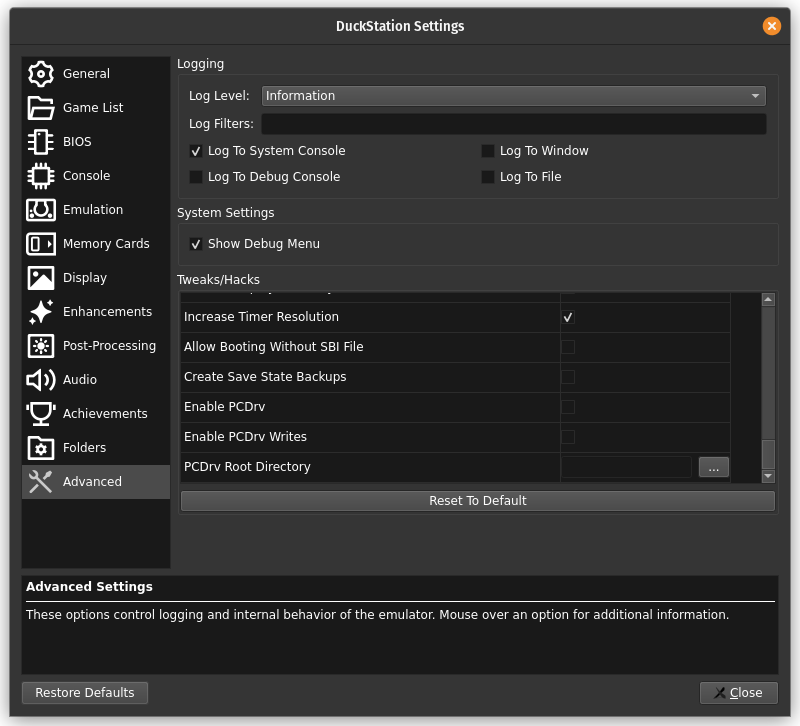 DuckStation Settings
General
Game List
BIOS
Console
Emulation
Memory Cards
Display
Enhancements
Post-Processing
Audio
Achievements
Folders
Advanced
Logging
Log Level: Information
Log Filters:
Log To System Console
Log To Window
Log To Debug Console
Log To File
System Settings
Show Debug Menu
Tweaks/Hacks
Increase Timer Resolution
Allow Booting Without SBI File
Create Save State Backups
Enable PCDrv
Enable PCDrv Writes
PCDrv Root Directory ...
Reset To Default
Advanced Settings
These options control logging and internal behavior of the emulator. Mouse over an option for additional information.
Restore Defaults
Close